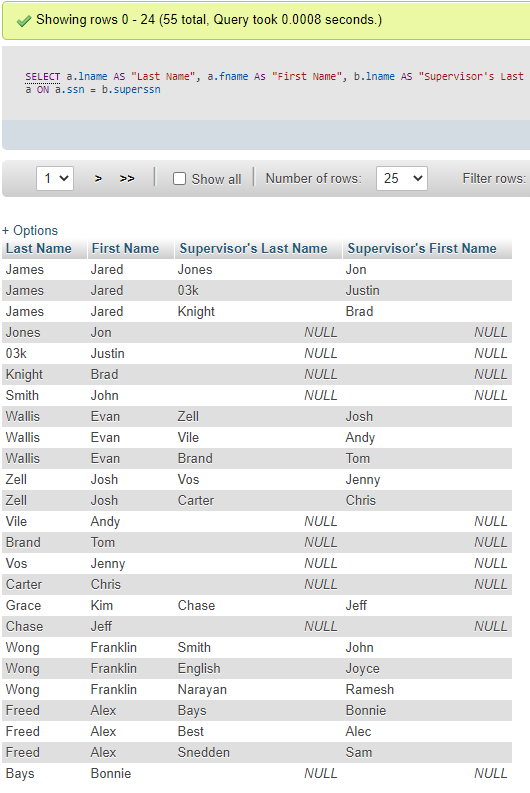 Showing rows 0 - 24 (55 total, Query took 0.0008 seconds.)
SELECT a.lname AS "Last Name", a.fname As "First Name", b.lname AS "Supervisor's Last
a ON a.ssn = b.superssn
1 > >> Show all Number of rows: 25 Filter rows:
+ Options
Last Name First Name Supervisor's Last Name Supervisor's First Name
James Jared Jones Jon
James Jared 03k Justin
James Jared Knight Brad
Jones Jon NULL NULL
03k Justin NULL NULL
Knight Brad NULL NULL
Smith John NULL NULL
Wallis Evan Zell Josh
Wallis Evan Vile Andy
Wallis Evan Brand Tom
Zell Josh Vos Jenny
Zell Josh Carter Chris
Vile Andy NULL NULL
Brand Tom NULL NULL
Vos Jenny NULL NULL
Carter Chris NULL NULL
Grace Kim Chase Jeff
Chase Jeff NULL NULL
Wong Franklin Smith John
Wong Franklin English Joyce
Wong Franklin Narayan Ramesh
Freed Alex Bays Bonnie
Freed Alex Best Alec
Freed Alex Snedden Sam
Bays Bonnie NULL NULL